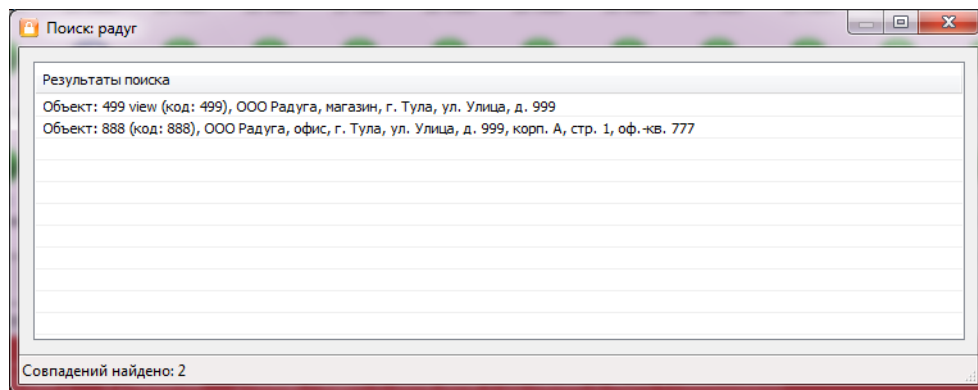 Поиск: радуг
Результаты поиска
Объект: 499 view (код: 499), ООО Радуга, магазин, г. Тула, ул. Улица, д. 999
Объект: 888 (код: 888), ООО Радуга, офис, г. Тула, ул. Улица, д. 999, корп. А, стр. 1, оф.-кв. 777
Совпадений найдено: 2